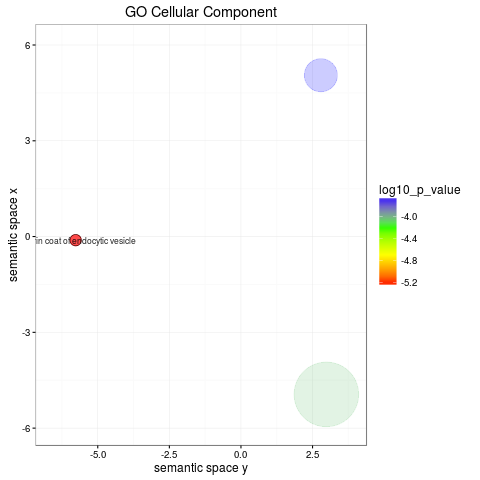 GO Cellular Component
6
3
0
-3
-6
in coat of endocytic vesicle
-5.0
-2.5
0.0
2.5
semantic space y
semantic space x
log10_p_value
-4.0
-4.4
-4.8
-5.2